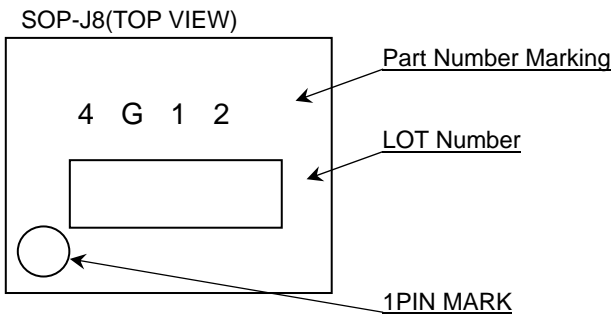 SOP-J8(TOP VIEW)
Part Number Marking
4 G 1 2
LOT Number
1PIN MARK